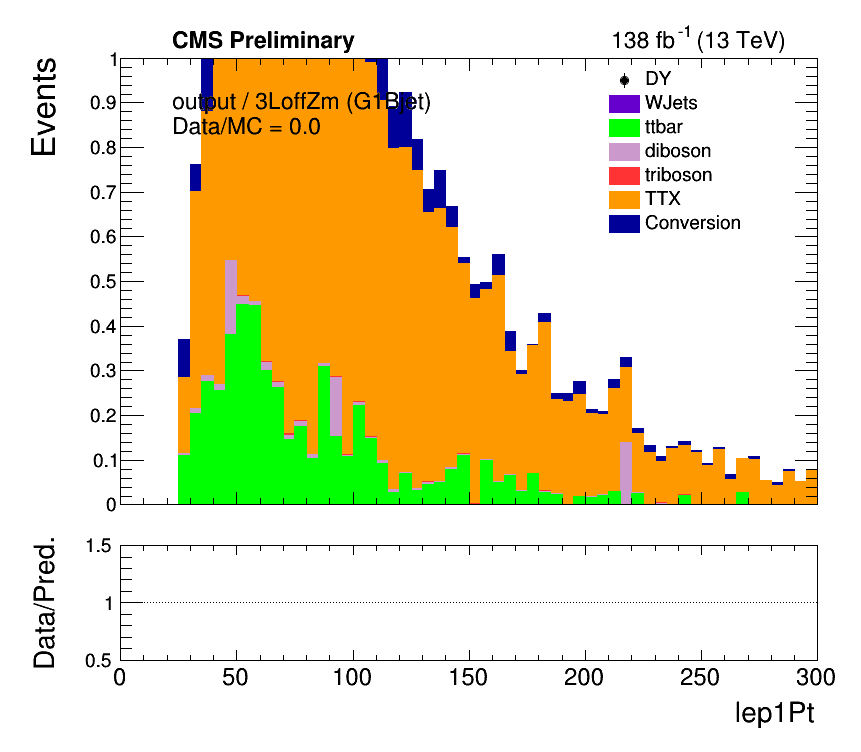 CMS Preliminary
138 fb-1 (13 TeV)
Events
output / 3LoffZm (G1Bjet)
Data/MC = 0.0
DY
WJets
ttbar
diboson
triboson
TTX
Conversion
1
0.9
0.8
0.7
0.6
0.5
0.4
0.3
0.2
0.1
0
Data/Pred.
1.5
1
0.5
0 50 100 150 200 250 300
lep1Pt